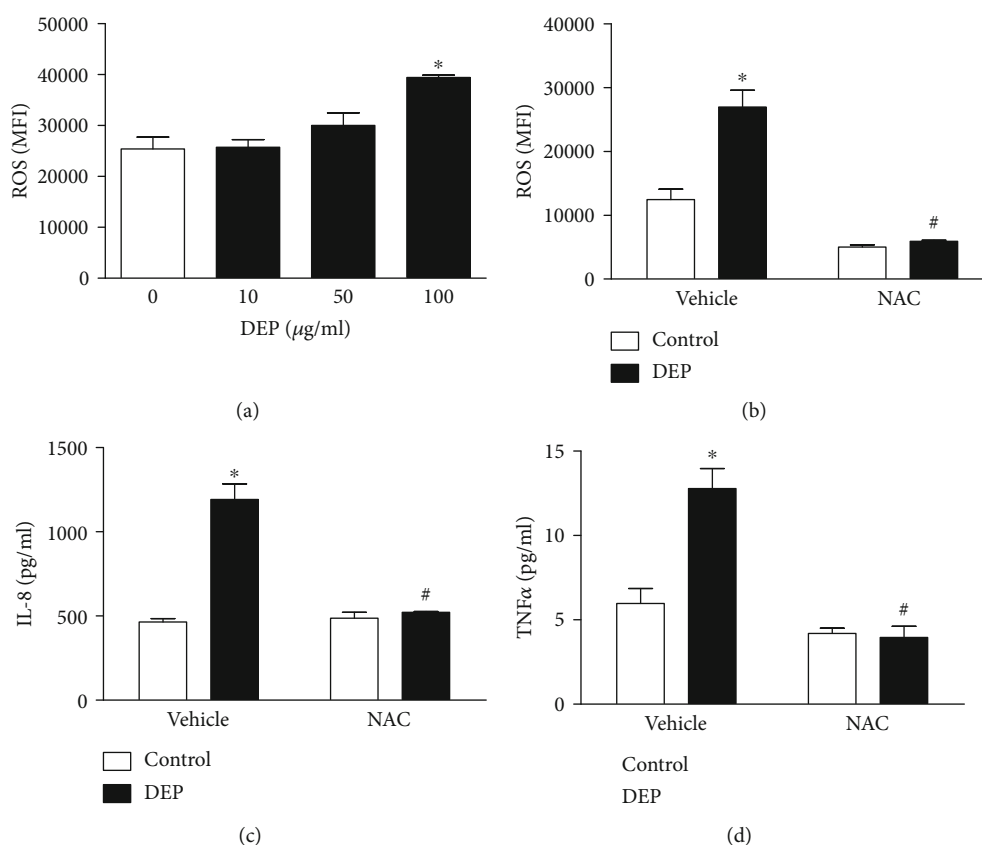 50000
40000
30000
20000
10000
0
ROS (MFI)
*
0 10 50 100
DEP (μg/ml)
(a)
40000
30000
20000
10000
0
ROS (MFI)
*
#
Vehicle NAC
Control
DEP
(b)
1500
1000
500
0
IL-8 (pg/ml)
*
#
Vehicle NAC
Control
DEP
(c)
15
10
5
0
TNFα (pg/ml)
*
#
Vehicle NAC
Control
DEP
(d)